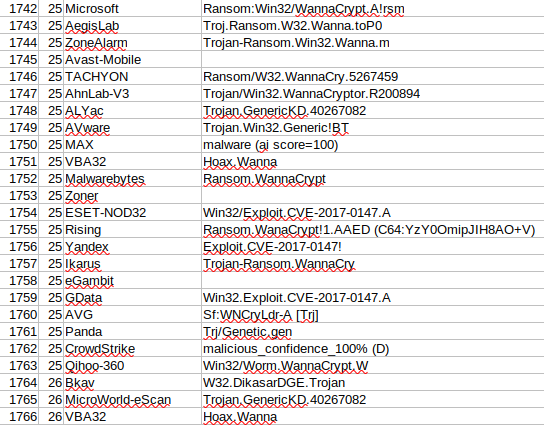 1742 25 Microsoft Ransom:Win32/WannaCrypt.A!rsm
1743 25 AegisLab Troj.Ransom.W32.Wanna.toP0
1744 25 ZoneAlarm Trojan-Ransom.Win32.Wanna.m
1745 25 Avast-Mobile
1746 25 TACHYON Ransom/W32.WannaCry.5267459
1747 25 AhnLab-V3 Trojan/Win32.WannaCryptor.R200894
1748 25 ALYac Trojan.GenericKD.40267082
1749 25 AVware Trojan.Win32.Generic!BT
1750 25 MAX malware (ai score=100)
1751 25 VBA32 Hoax.Wanna
1752 25 Malwarebytes Ransom.WannaCrypt
1753 25 Zoner
1754 25 ESET-NOD32 Win32/Exploit.CVE-2017-0147.A
1755 25 Rising Ransom.WanaCrypt!1.AAED (C64:YzY0OmipJIH8AO+V)
1756 25 Yandex Exploit.CVE-2017-0147!
1757 25 Ikarus Trojan-Ransom.WannaCry
1758 25 eGambit
1759 25 GData Win32.Exploit.CVE-2017-0147.A
1760 25 AVG Sf:WNCryLdr-A [Trj]
1761 25 Panda Trj/Genetic.gen
1762 25 CrowdStrike malicious_confidence_100% (D)
1763 25 Qihoo-360 Win32/Worm.WannaCrypt.W
1764 26 Bkav W32.DikasarDGE.Trojan
1765 26 MicroWorld-eScan Trojan.GenericKD.40267082
1766 26 VBA32 Hoax.Wanna